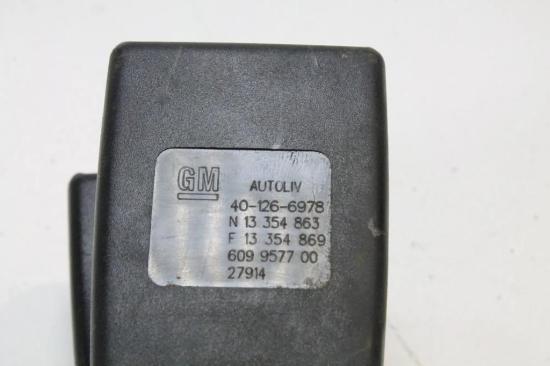 GM AUTOLIV
40-126-6978
N 13 354 863
F 13 354 869
609 9577 00
27914